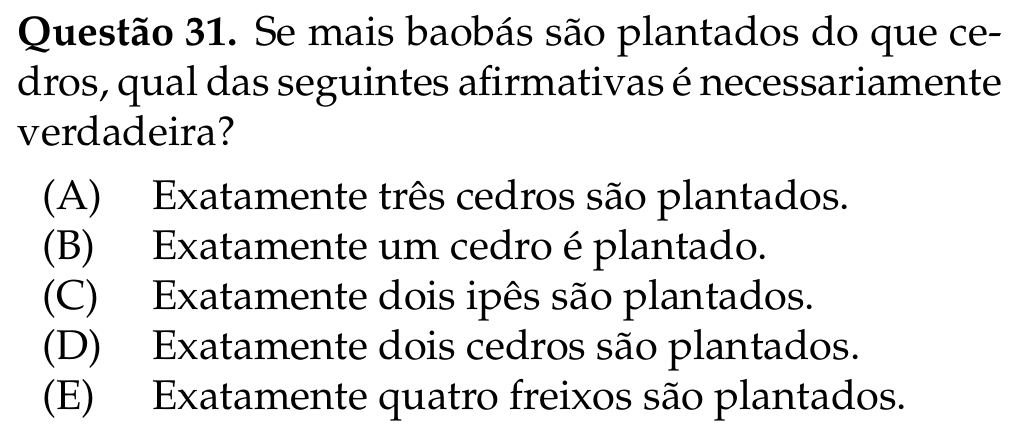 Questão 31. Se mais baobás são plantados do que ce-
dros, qual das seguintes afirmativas é necessariamente
verdadeira?
(A) Exatamente três cedros são plantados.
(B) Exatamente um cedro é plantado.
(C) Exatamente dois ipês são plantados.
(D) Exatamente dois cedros são plantados.
(E) Exatamente quatro freixos são plantados.